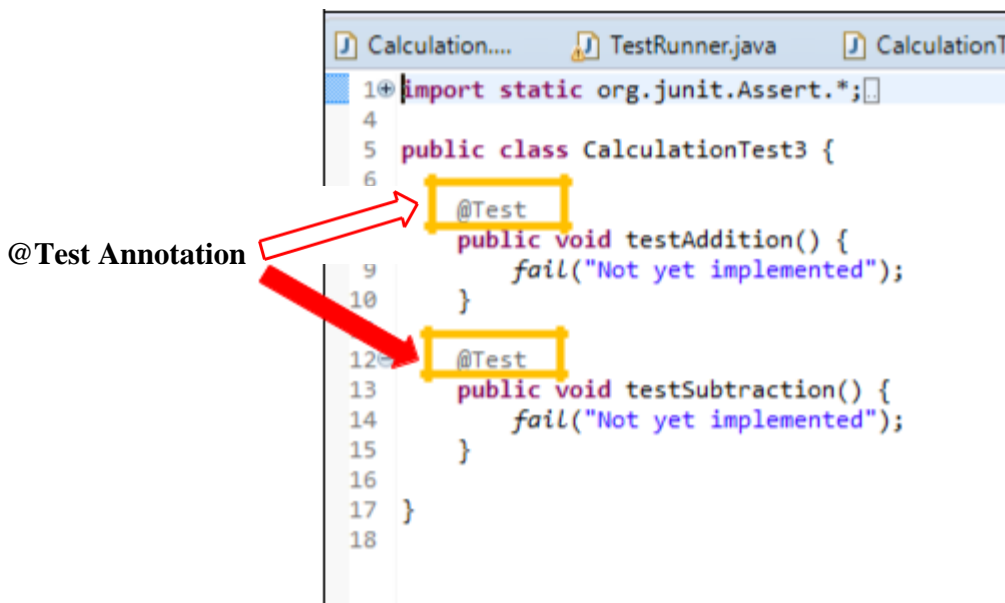 Calculation.... TestRunner.java CalculationT
1 import static org.junit.Assert.*;
4
5 public class CalculationTest3 {
6
@Test
public void testAddition() {
@Test Annotation
9 fail("Not yet implemented");
10 }
12 @Test
13 public void testSubtraction() {
14 fail("Not yet implemented");
15 }
16
17 }
18